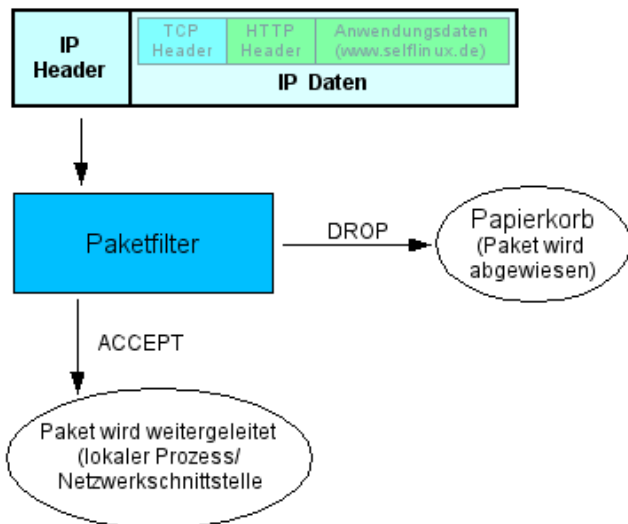 IP
Header
TCP
Header
HTTP
Header
Anwendungsdaten
(www.selflinux.de)
IP Daten
Paketfilter
DROP
Papierkorb
(Paket wird
abgewiesen)
ACCEPT
Paket wird weitergeleitet
(lokaler Prozess/
Netzwerkschnittstelle